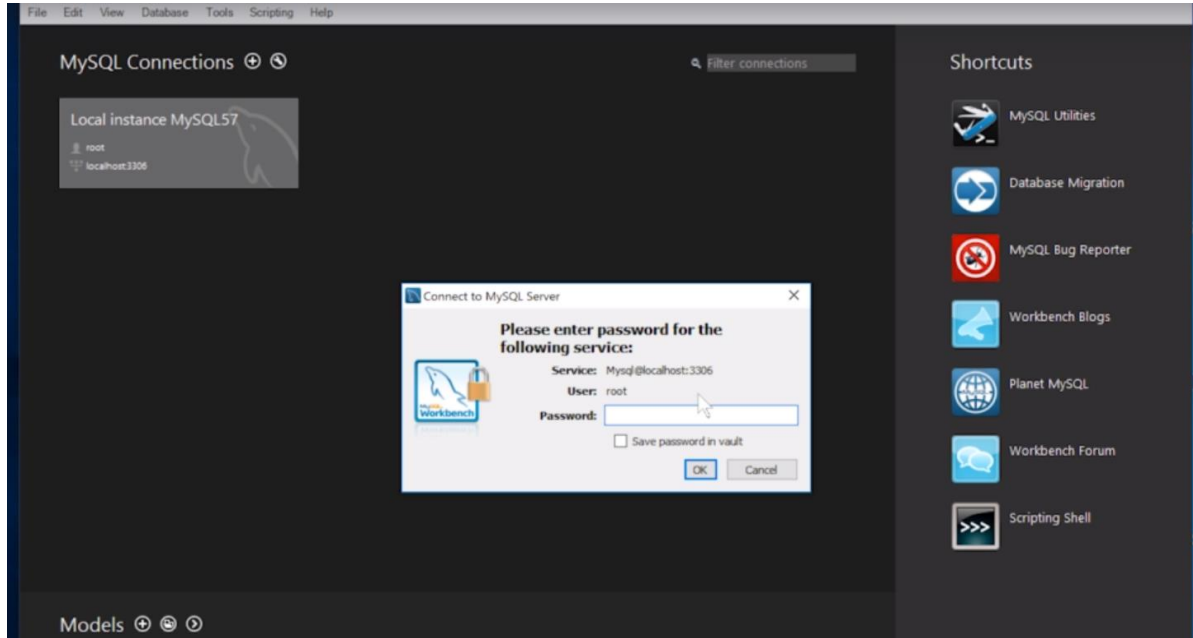 File Edit View Database Tools Scripting Help
MySQL Connections
Filter connections
Local instance MySQL57
root
localhost:3306
Shortcuts
MySQL Utilities
Database Migration
MySQL Bug Reporter
Workbench Blogs
Planet MySQL
Workbench Forum
>>>
Scripting Shell
Connect to MySQL Server
Please enter password for the
following service:
Service: Mysql@localhost:3306
User: root
Password:
MySQL
Workbench
Save password in vault
OK Cancel
Models